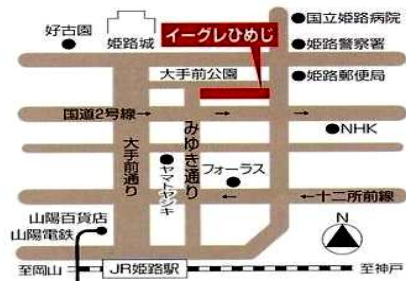 国立姫路病院
好古園
姫路城
イーグレひめじ
姫路警察署
大手前公園
姫路郵便局
国道2号線
NHK
大手前通り
みゆき通り
ヤマトヤシキ
フォーラス
十二所前線
山陽百貨店
山陽電鉄
N
至岡山
JR姫路駅
至神戸